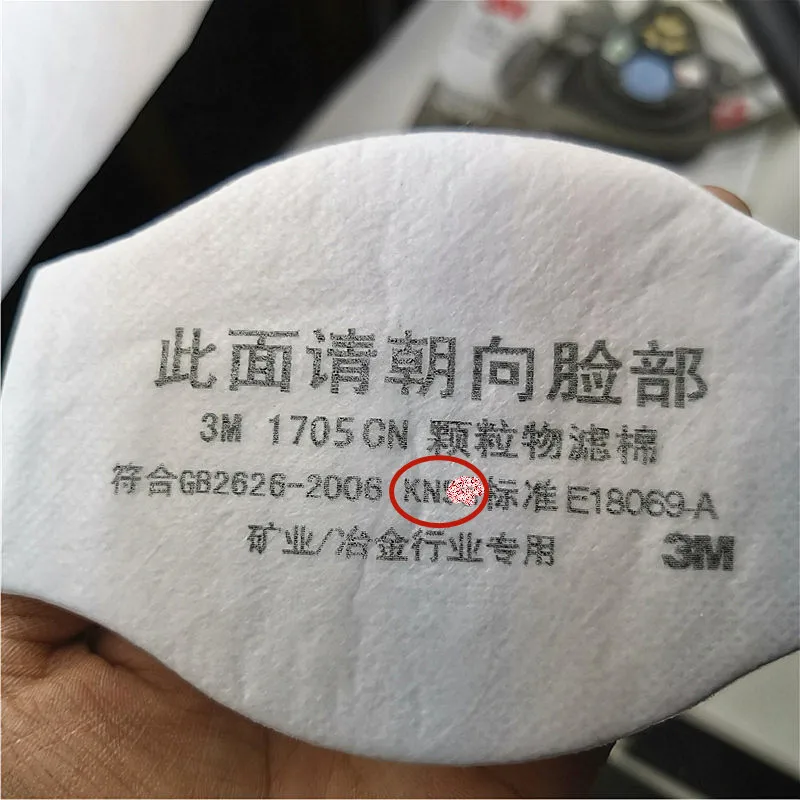 此面请朝向脸部
3M 1705CN 颗粒物滤棉
符合GB2626-2006 KN 标准 E18069-A
矿业/冶金行业专用
3M